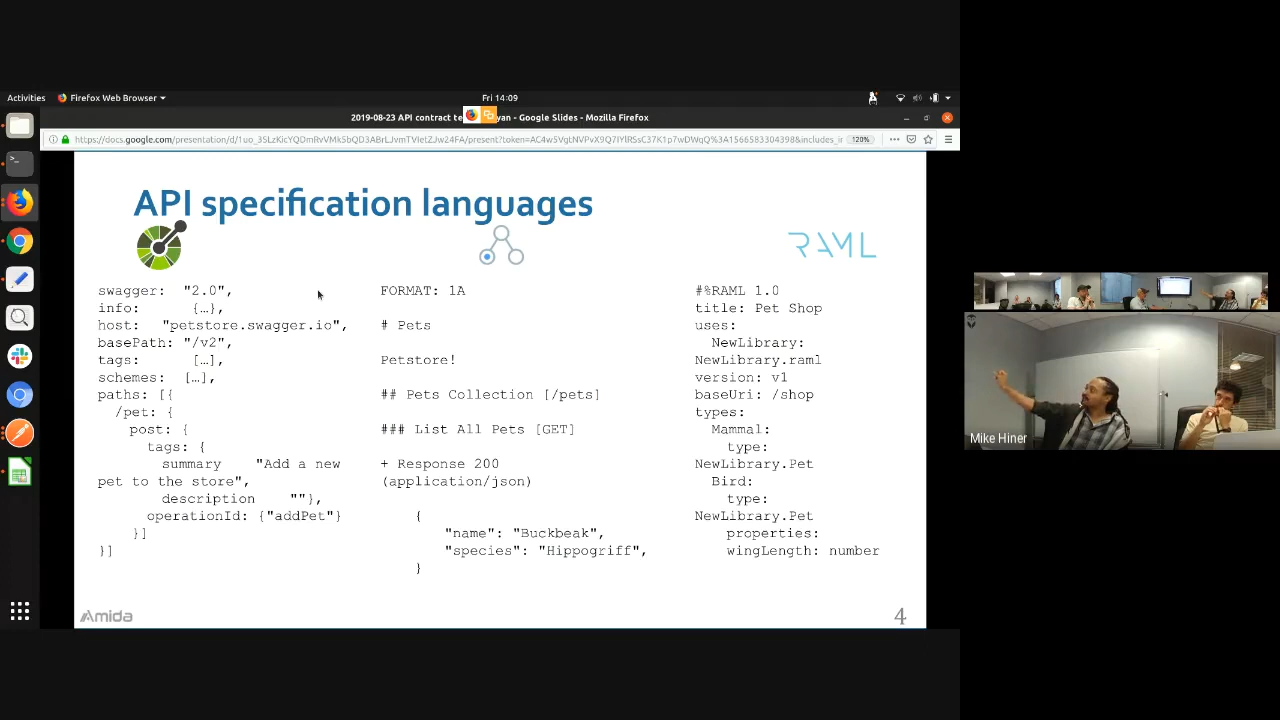 Activities
Firefox Web Browser
Fri 14:09
2019-08-23 API contract te
yan - Google Slides - Mozilla Firefox
120%
API specification languages
RAML
swagger: "2.0",
info: {…},
host: "petstore.swagger.io",
basePath: "/v2",
tags: […],
schemes: […],
paths: [{
/pet: {
post: {
tags: {
summary "Add a new
pet to the store",
description ""},
operationId: {"addPet"}
}]
}]
FORMAT: 1A
# Pets
Petstore!
## Pets Collection [/pets]
### List All Pets [GET]
+ Response 200
(application/json)
{
"name": "Buckbeak",
"species": "Hippogriff",
}
#%RAML 1.0
title: Pet Shop
uses:
NewLibrary:
NewLibrary.raml
version: v1
baseUri: /shop
types:
Mammal:
type:
NewLibrary.Pet
Bird:
type:
NewLibrary.Pet
properties:
wingLength: number
Amida
4
Mike Hiner